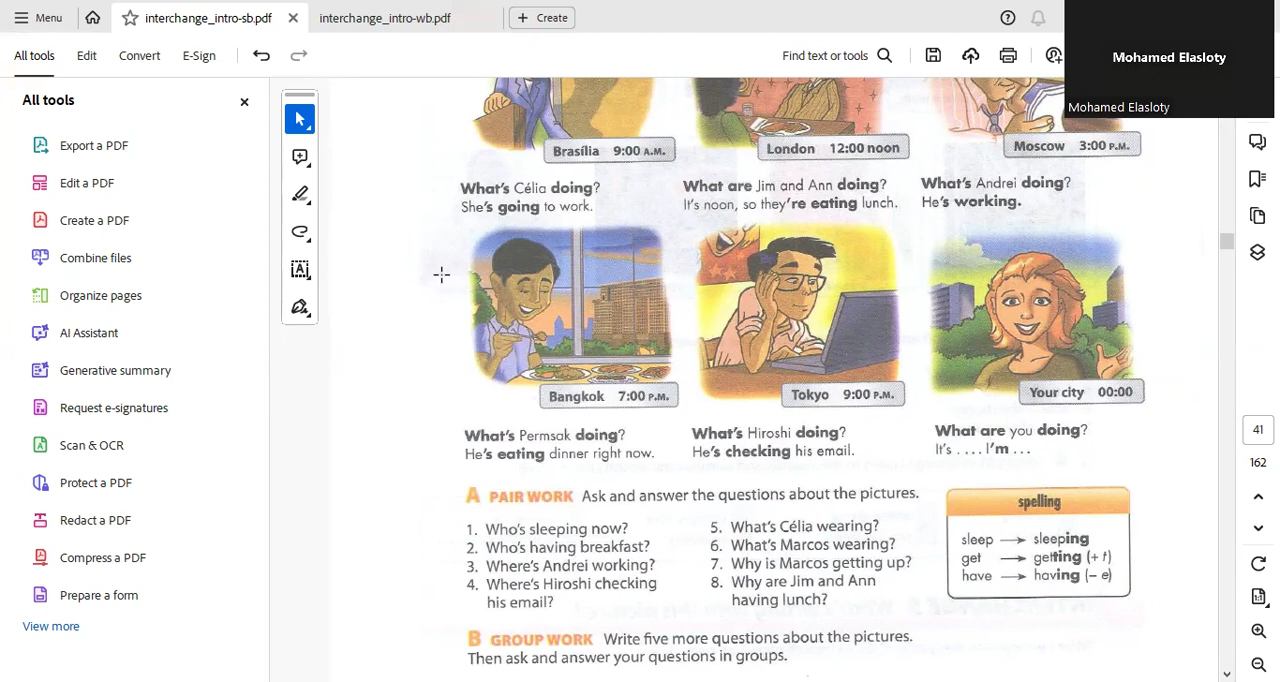 Menu
interchange_intro-sb.pdf
interchange_intro-wb.pdf
Create
All tools
Edit
Convert
E-Sign
Find text or tools
Mohamed Elasloty
Mohamed Elasloty
All tools
Export a PDF
Edit a PDF
Create a PDF
Combine files
Organize pages
AI Assistant
Generative summary
Request e-signatures
Scan & OCR
Protect a PDF
Redact a PDF
Compress a PDF
Prepare a form
View more
Brasília 9:00 A.M.
London 12:00 noon
Moscow 3:00 P.M.
What's Célia doing?
She's going to work.
What are Jim and Ann doing?
It's noon, so they're eating lunch.
What's Andrei doing?
He's working.
Bangkok 7:00 P.M.
Tokyo 9:00 P.M.
Your city 00:00
What's Permsak doing?
He's eating dinner right now.
What's Hiroshi doing?
He's checking his email.
What are you doing?
It's . . . . I'm . . .
A PAIR WORK Ask and answer the questions about the pictures.
1. Who's sleeping now?
2. Who's having breakfast?
3. Where's Andrei working?
4. Where's Hiroshi checking
his email?
5. What's Célia wearing?
6. What's Marcos wearing?
7. Why is Marcos getting up?
8. Why are Jim and Ann
having lunch?
spelling
sleep → sleeping
get → getting (+ t)
have → having (− e)
B GROUP WORK Write five more questions about the pictures.
Then ask and answer your questions in groups.
41
162